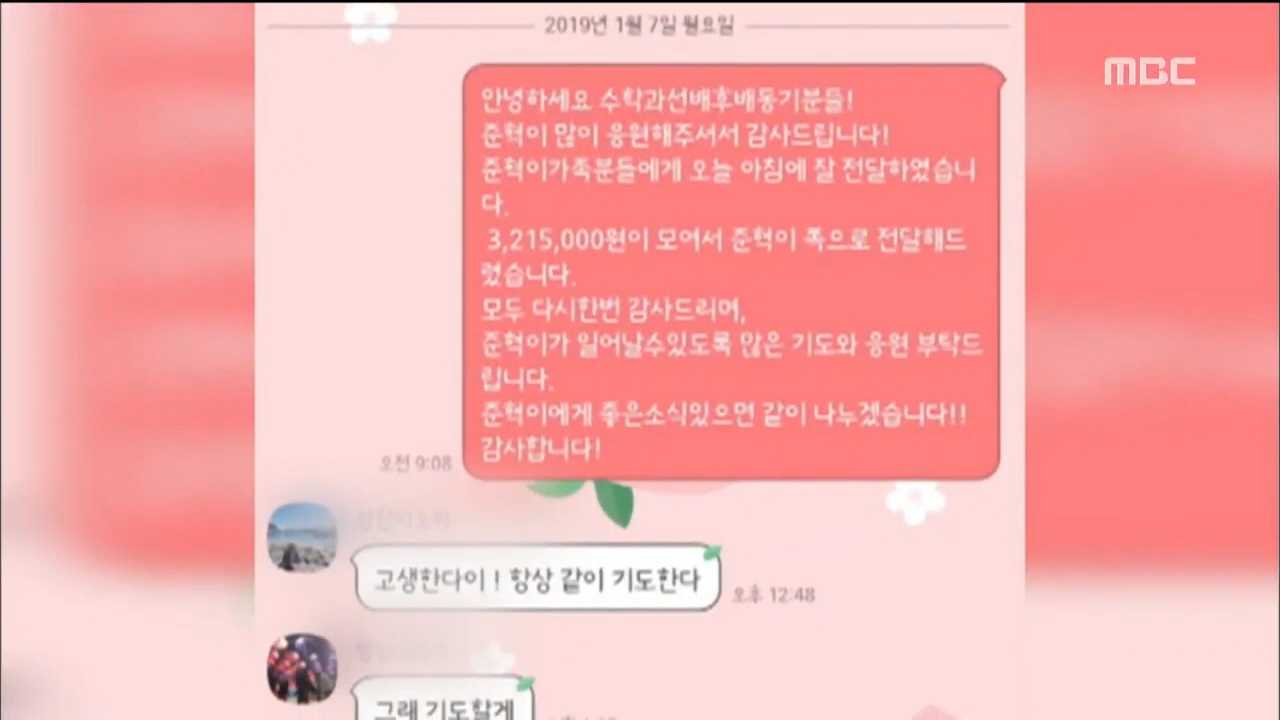 2019년 1월 7일 월요일
MBC
안녕하세요 수학과선배후배동기분들!
준혁이 많이 응원해주셔서 감사드립니다!
준혁이가족분들에게 오늘 아침에 잘 전달하였습니
다.
3,215,000원이 모여서 준혁이 쪽으로 전달해드
렸습니다.
모두 다시한번 감사드리며,
준혁이가 일어날수있도록 많은 기도와 응원 부탁드
립니다.
준혁이에게 좋은소식있으면 같이 나누겠습니다!!
감사합니다!
오전 9:08
고생한다이 ! 항상 같이 기도한다
오후 12:48
그래 기도할게